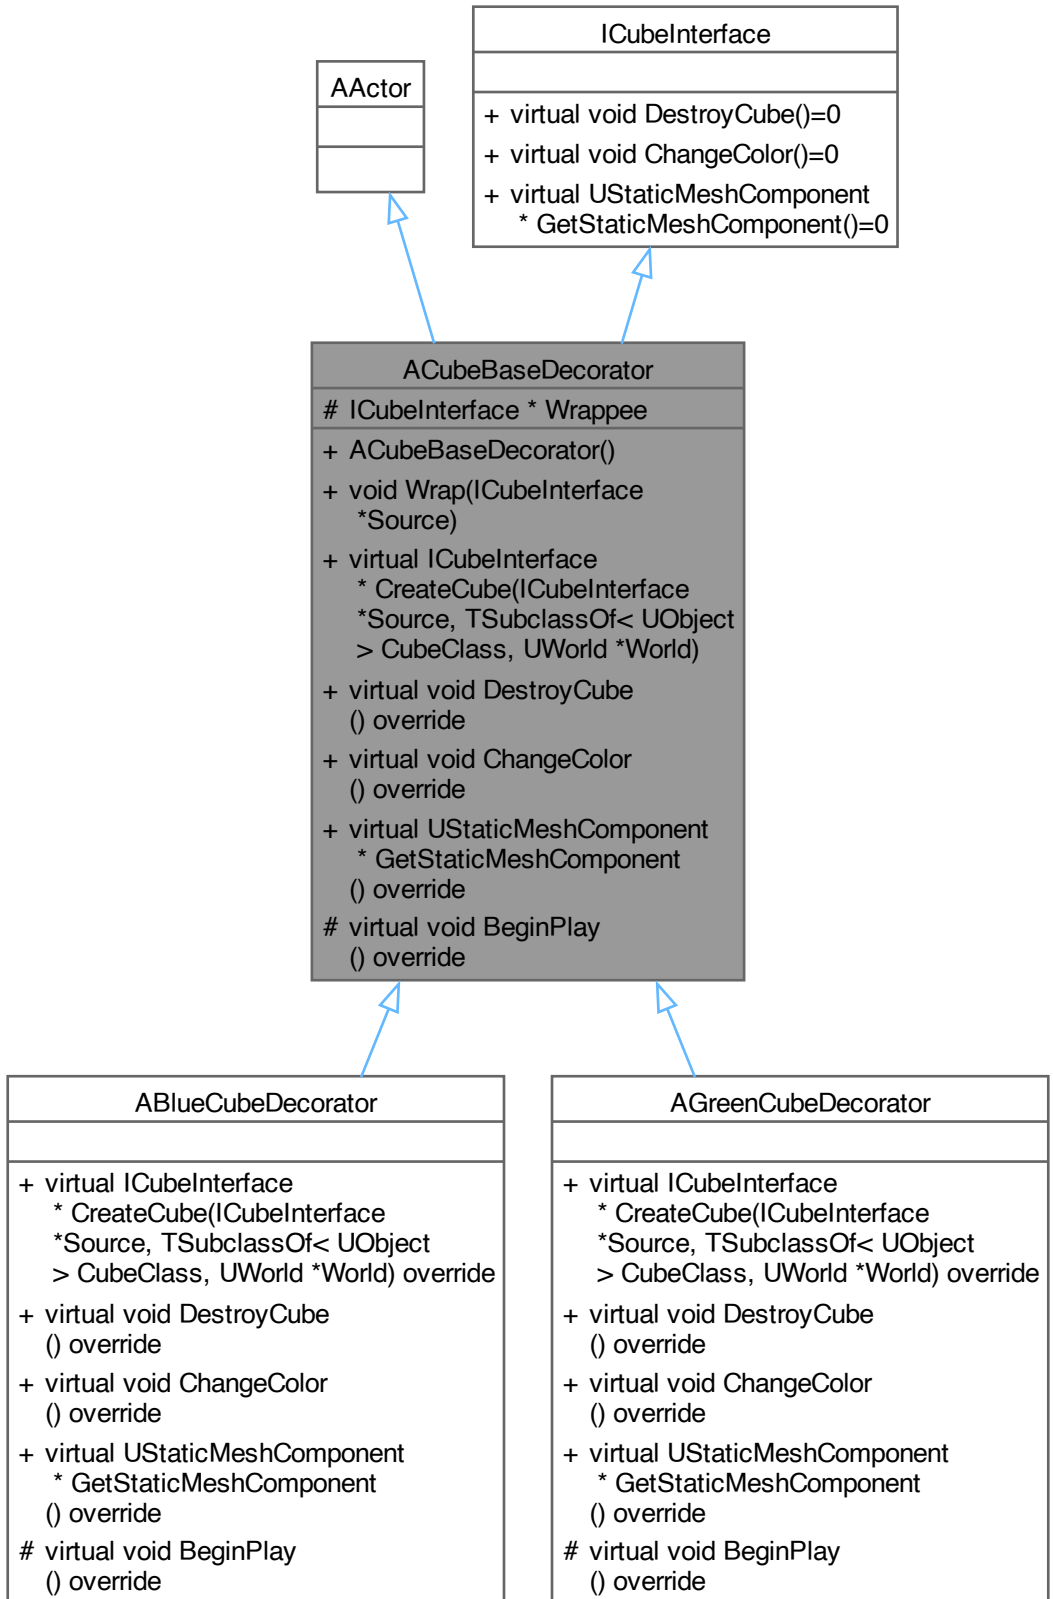 ICubeInterface
+ virtual void DestroyCube()=0
+ virtual void ChangeColor()=0
+ virtual UStaticMeshComponent
* GetStaticMeshComponent()=0
AActor
ACubeBaseDecorator
# ICubeInterface * Wrappee
+ ACubeBaseDecorator()
+ void Wrap(ICubeInterface
*Source)
+ virtual ICubeInterface
* CreateCube(ICubeInterface
*Source, TSubclassOf< UObject
> CubeClass, UWorld *World)
+ virtual void DestroyCube
() override
+ virtual void ChangeColor
() override
+ virtual UStaticMeshComponent
* GetStaticMeshComponent
() override
# virtual void BeginPlay
() override
ABlueCubeDecorator
+ virtual ICubeInterface
* CreateCube(ICubeInterface
*Source, TSubclassOf< UObject
> CubeClass, UWorld *World) override
+ virtual void DestroyCube
() override
+ virtual void ChangeColor
() override
+ virtual UStaticMeshComponent
* GetStaticMeshComponent
() override
# virtual void BeginPlay
() override
AGreenCubeDecorator
+ virtual ICubeInterface
* CreateCube(ICubeInterface
*Source, TSubclassOf< UObject
> CubeClass, UWorld *World) override
+ virtual void DestroyCube
() override
+ virtual void ChangeColor
() override
+ virtual UStaticMeshComponent
* GetStaticMeshComponent
() override
# virtual void BeginPlay
() override